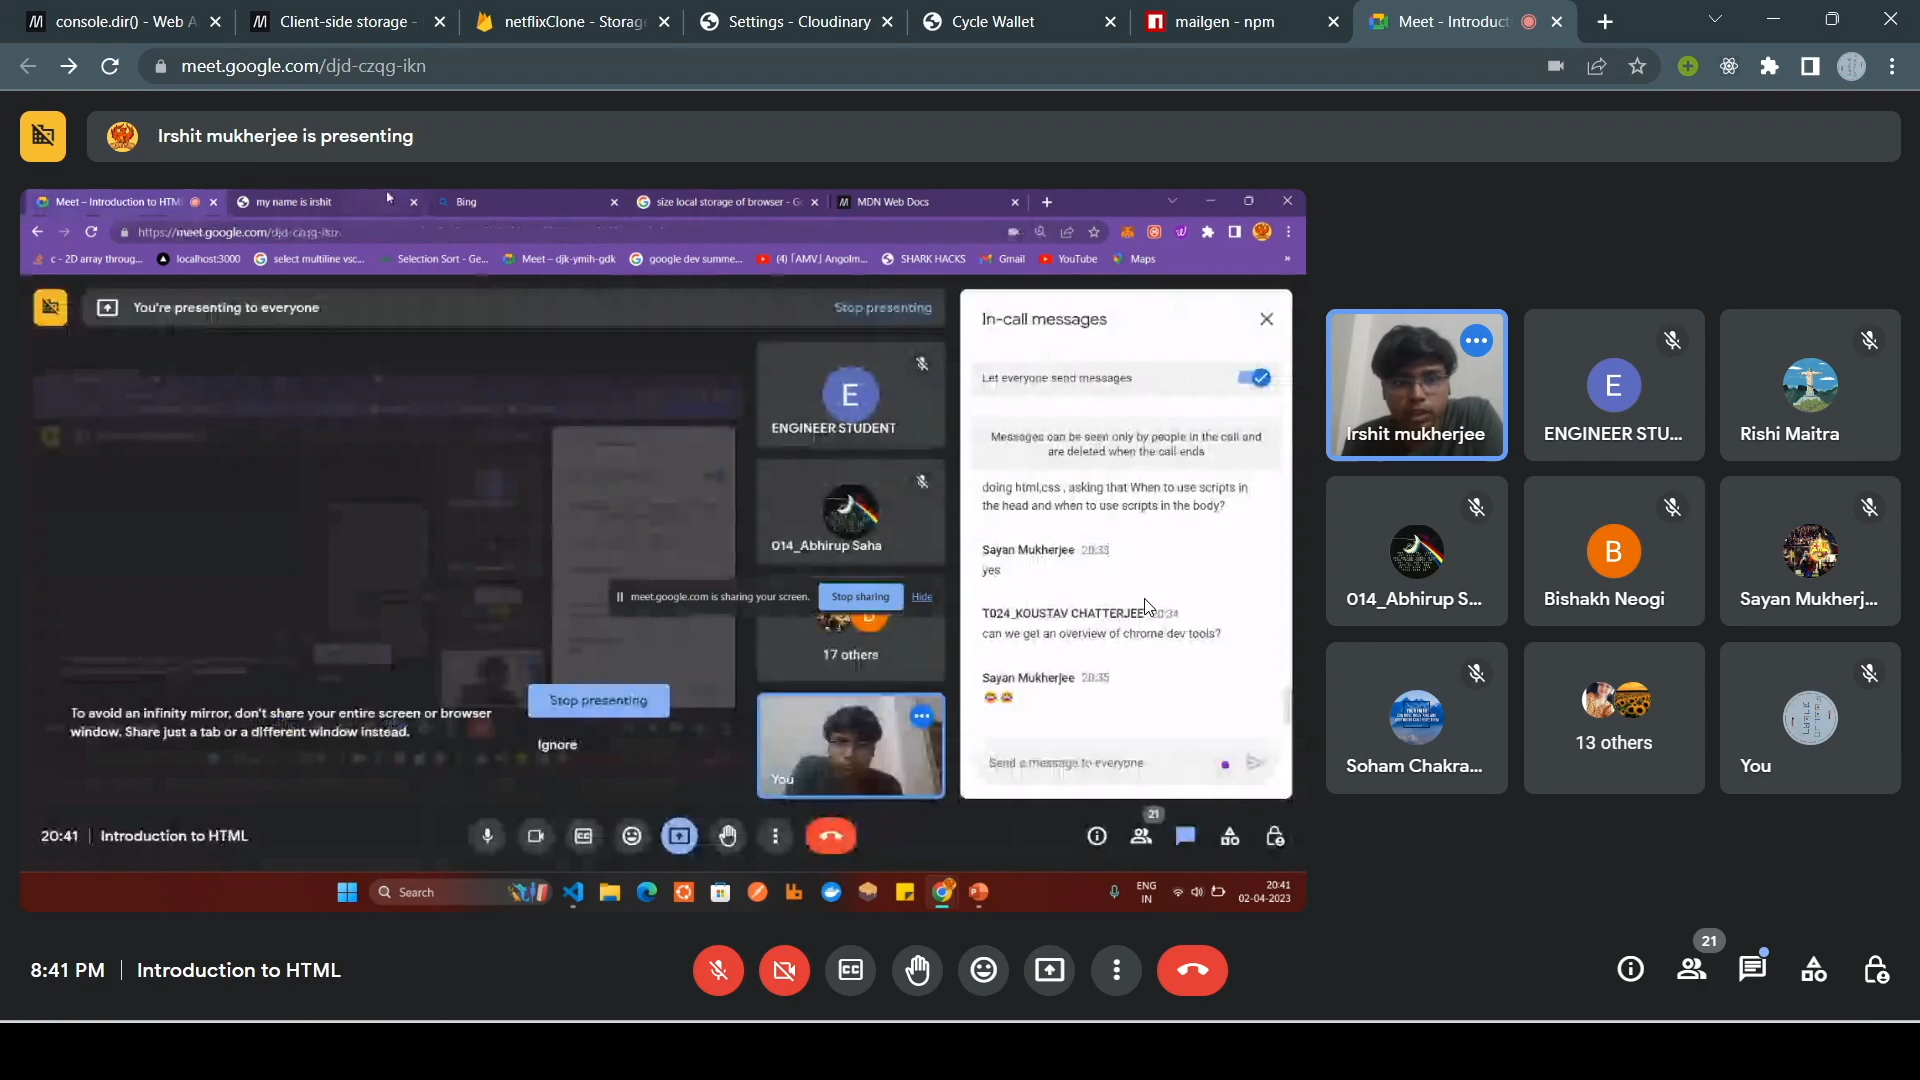 console.dir() - Web A
Client-side storage -
netflixClone - Storag
Settings - Cloudinary
Cycle Wallet
mailgen - npm
Meet - Introduct
meet.google.com/djd-czqg-ikn
Irshit mukherjee is presenting
Meet – Introduction to HTM
my name is irshit
Bing
size local storage of browser - G
MDN Web Docs
https://meet.google.com/djd-czqg-ikn
c - 2D array throug...
localhost:3000
select multiline vsc...
Selection Sort - Ge...
Meet – djk-ymih-gdk
google dev summe...
(4) 「AMV」 Angolm...
SHARK HACKS
Gmail
YouTube
Maps
»
You're presenting to everyone
Stop presenting
In-call messages
Let everyone send messages
Messages can be seen only by people in the call and
are deleted when the call ends
doing html,css , asking that When to use scripts in
the head and when to use scripts in the body?
Sayan Mukherjee 20:33
yes
T024_KOUSTAV CHATTERJEE 20:34
can we get an overview of chrome dev tools?
Sayan Mukherjee 20:35
Send a message to everyone
E
ENGINEER STUDENT
014_Abhirup Saha
meet.google.com is sharing your screen.
Stop sharing
Hide
17 others
To avoid an infinity mirror, don't share your entire screen or browser
window. Share just a tab or a different window instead.
Stop presenting
Ignore
You
20:41
Introduction to HTML
21
Search
ENG
IN
20:41
02-04-2023
Irshit mukherjee
E
ENGINEER STU...
Rishi Maitra
014_Abhirup S...
B
Bishakh Neogi
Sayan Mukherj...
Soham Chakra...
13 others
You
8:41 PM
Introduction to HTML
21